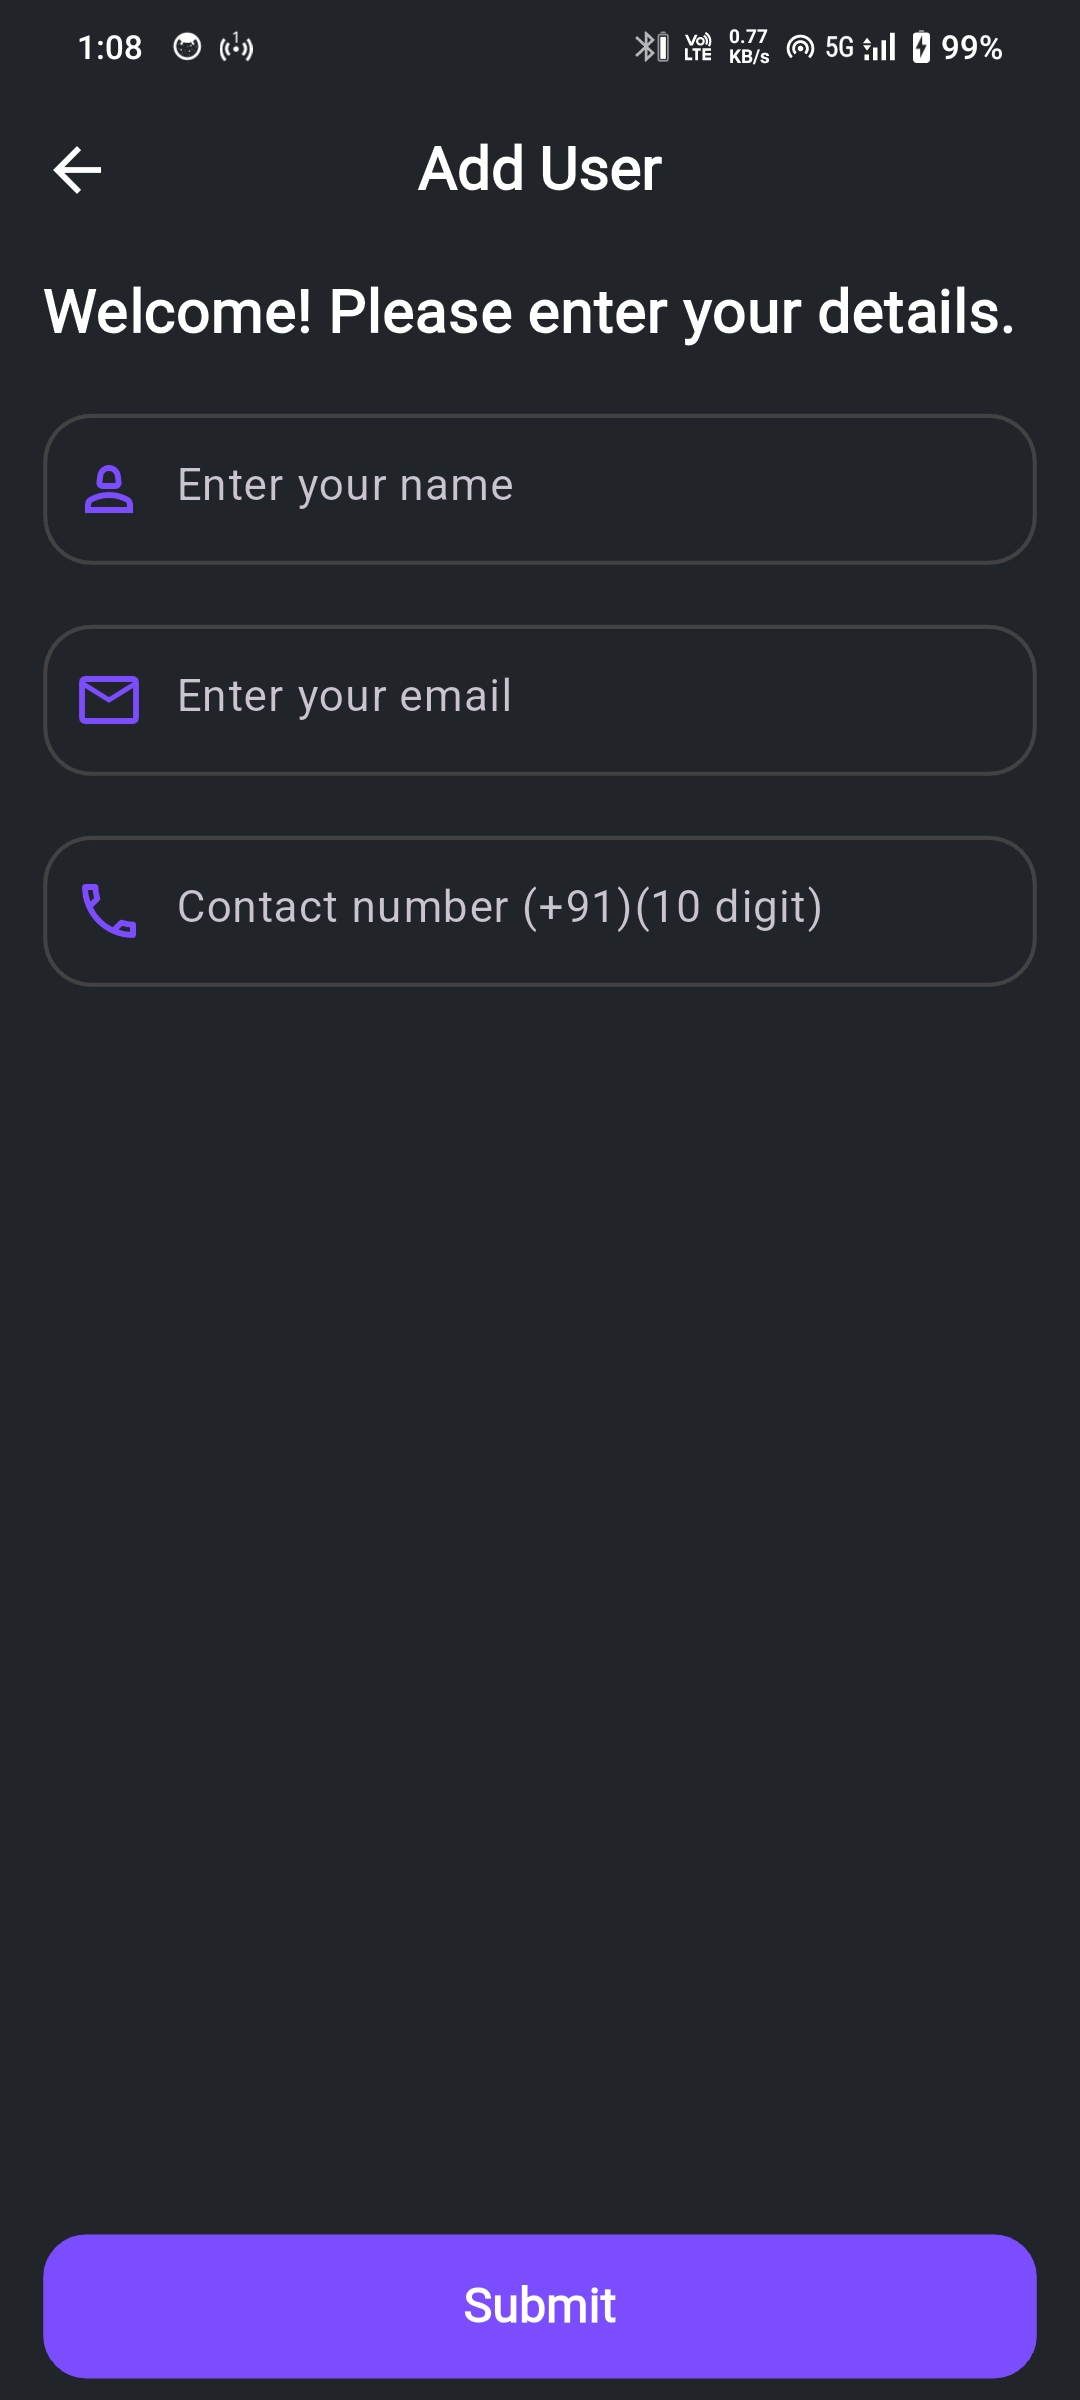 1:08 1 Vo LTE 0.77 KB/s 5G 99%
Add User
Welcome! Please enter your details.
Enter your name
Enter your email
Contact number (+91)(10 digit)
Submit